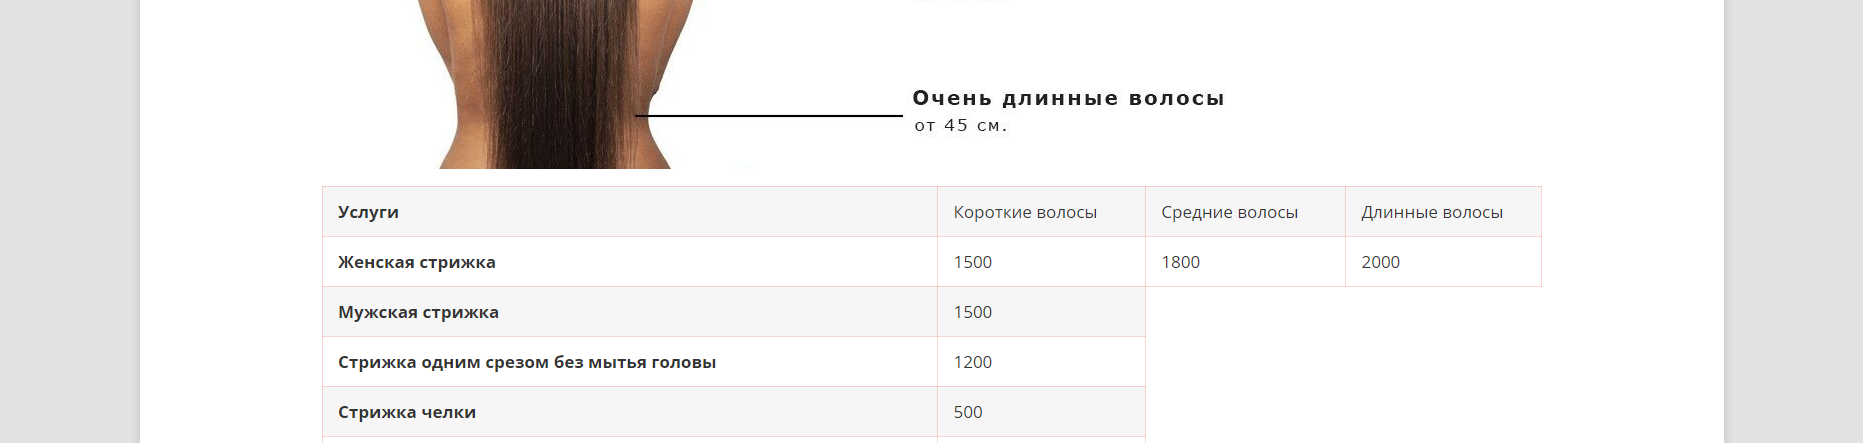 Очень длинные волосы
от 45 см.
Услуги Короткие волосы Средние волосы Длинные волосы
Женская стрижка 1500 1800 2000
Мужская стрижка 1500
Стрижка одним срезом без мытья головы 1200
Стрижка челки 500